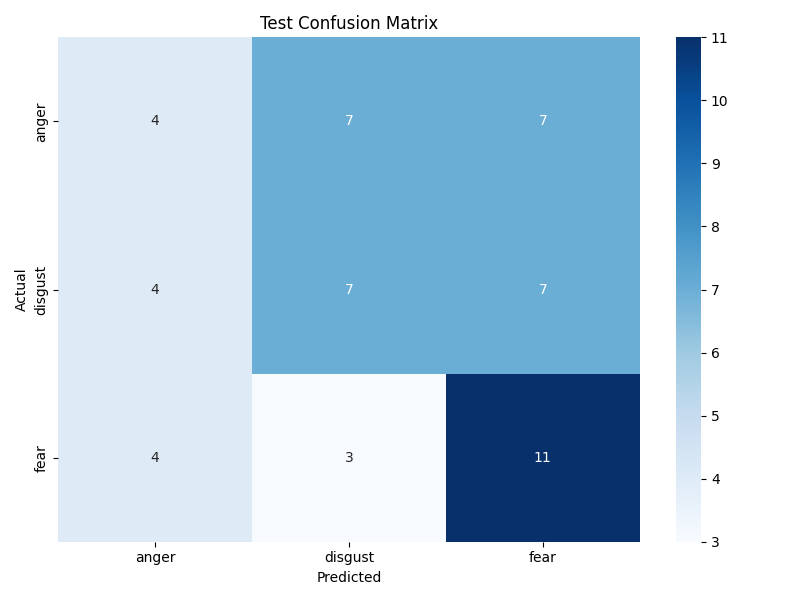 Test Confusion Matrix
Actual
anger
disgust
fear
4 7 7
4 7 7
4 3 11
anger disgust fear
Predicted
11
10
9
8
7
6
5
4
3